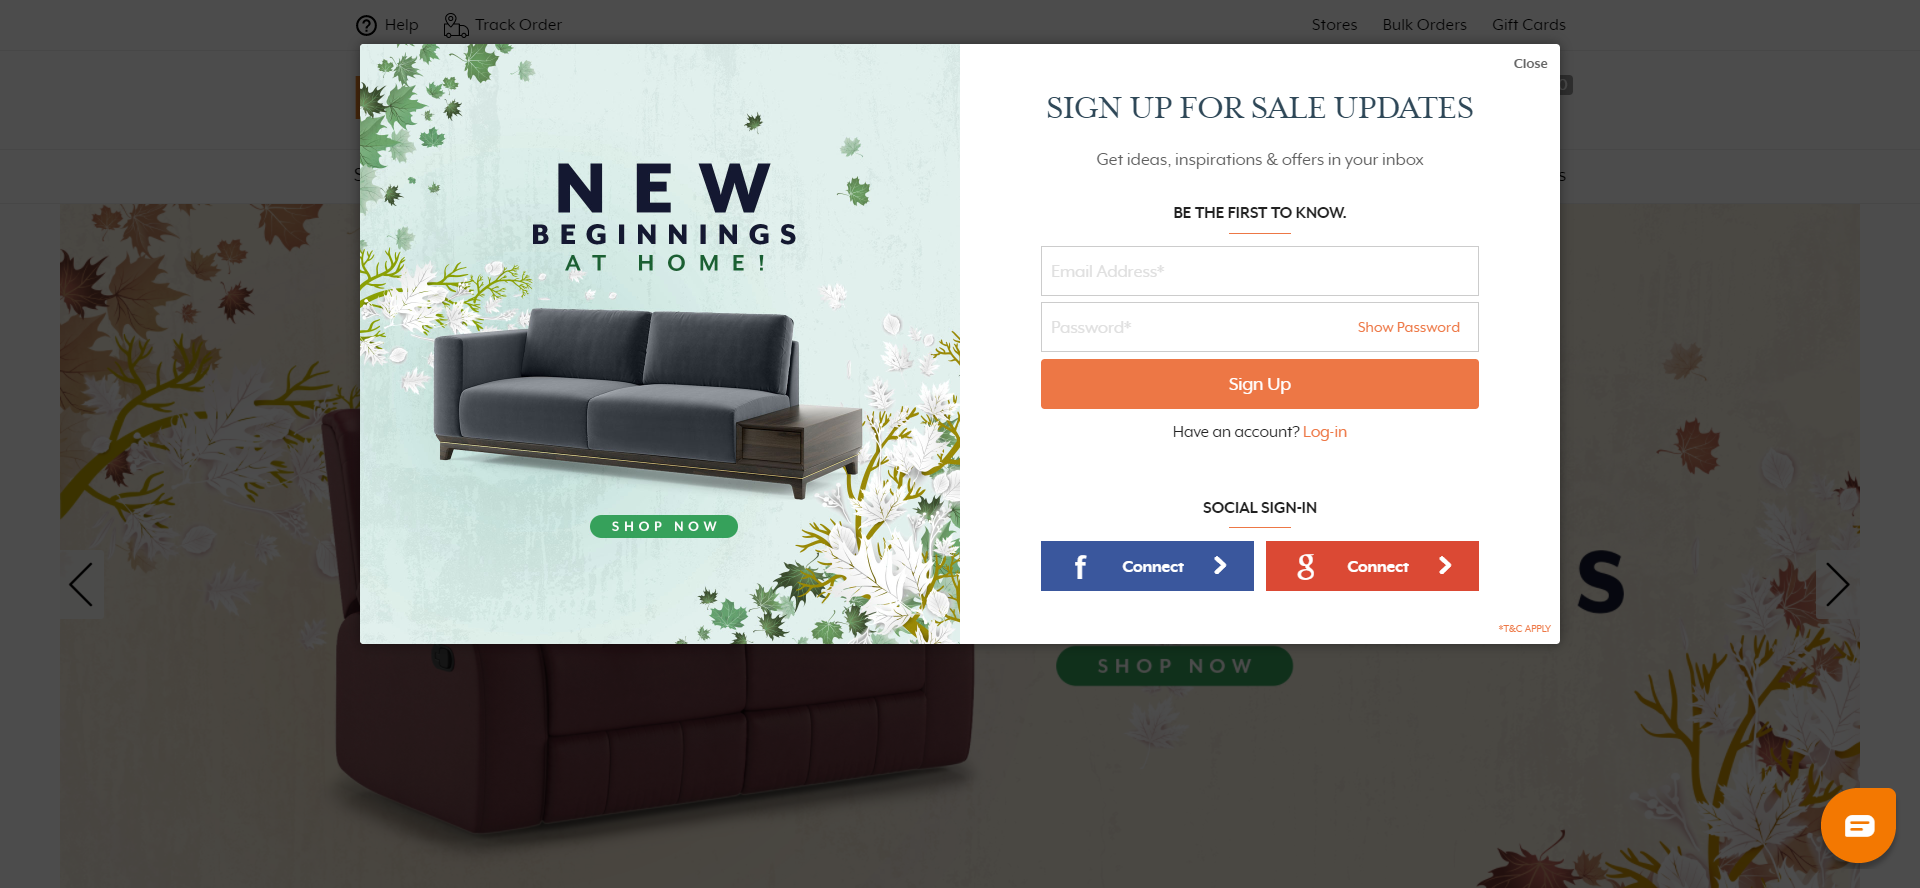 Help
Track Order
Stores
Bulk Orders
Gift Cards
Close
NEW
BEGINNINGS
AT HOME!
SHOP NOW
SIGN UP FOR SALE UPDATES
Get ideas, inspirations & offers in your inbox
BE THE FIRST TO KNOW.
Email Address*
Password*
Show Password
Sign Up
Have an account? Log-in
SOCIAL SIGN-IN
f Connect
g Connect
*T&C APPLY
S
SHOP NOW